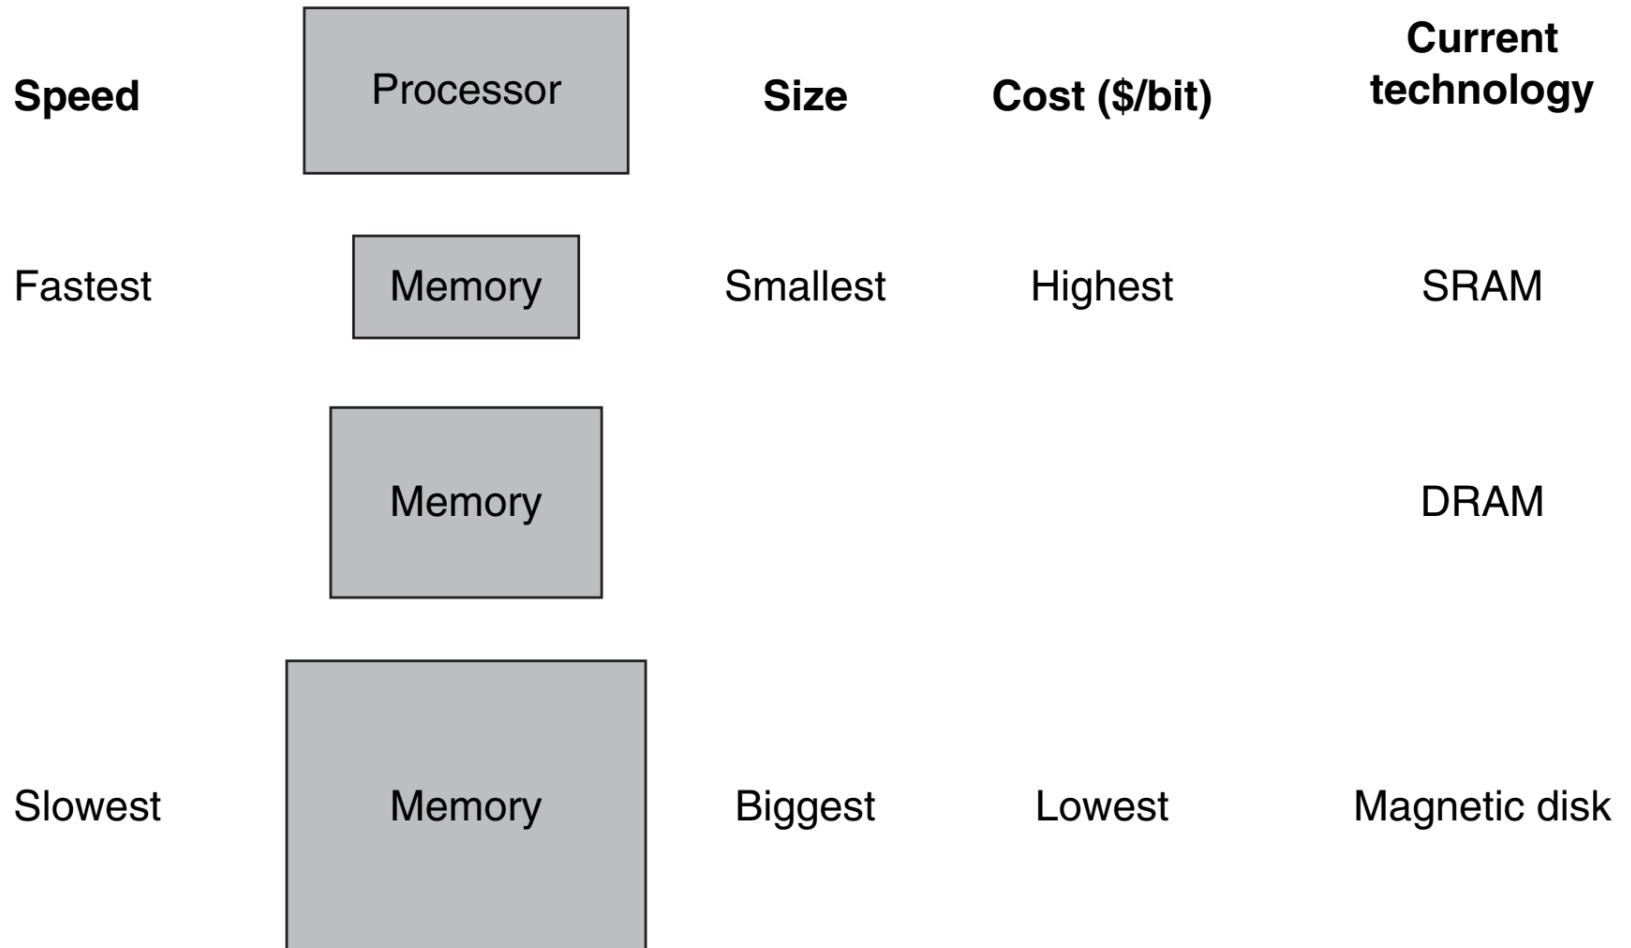 Speed
Processor
Size
Cost ($/bit)
Current
technology
Fastest
Memory
Smallest
Highest
SRAM
Memory
DRAM
Slowest
Memory
Biggest
Lowest
Magnetic disk